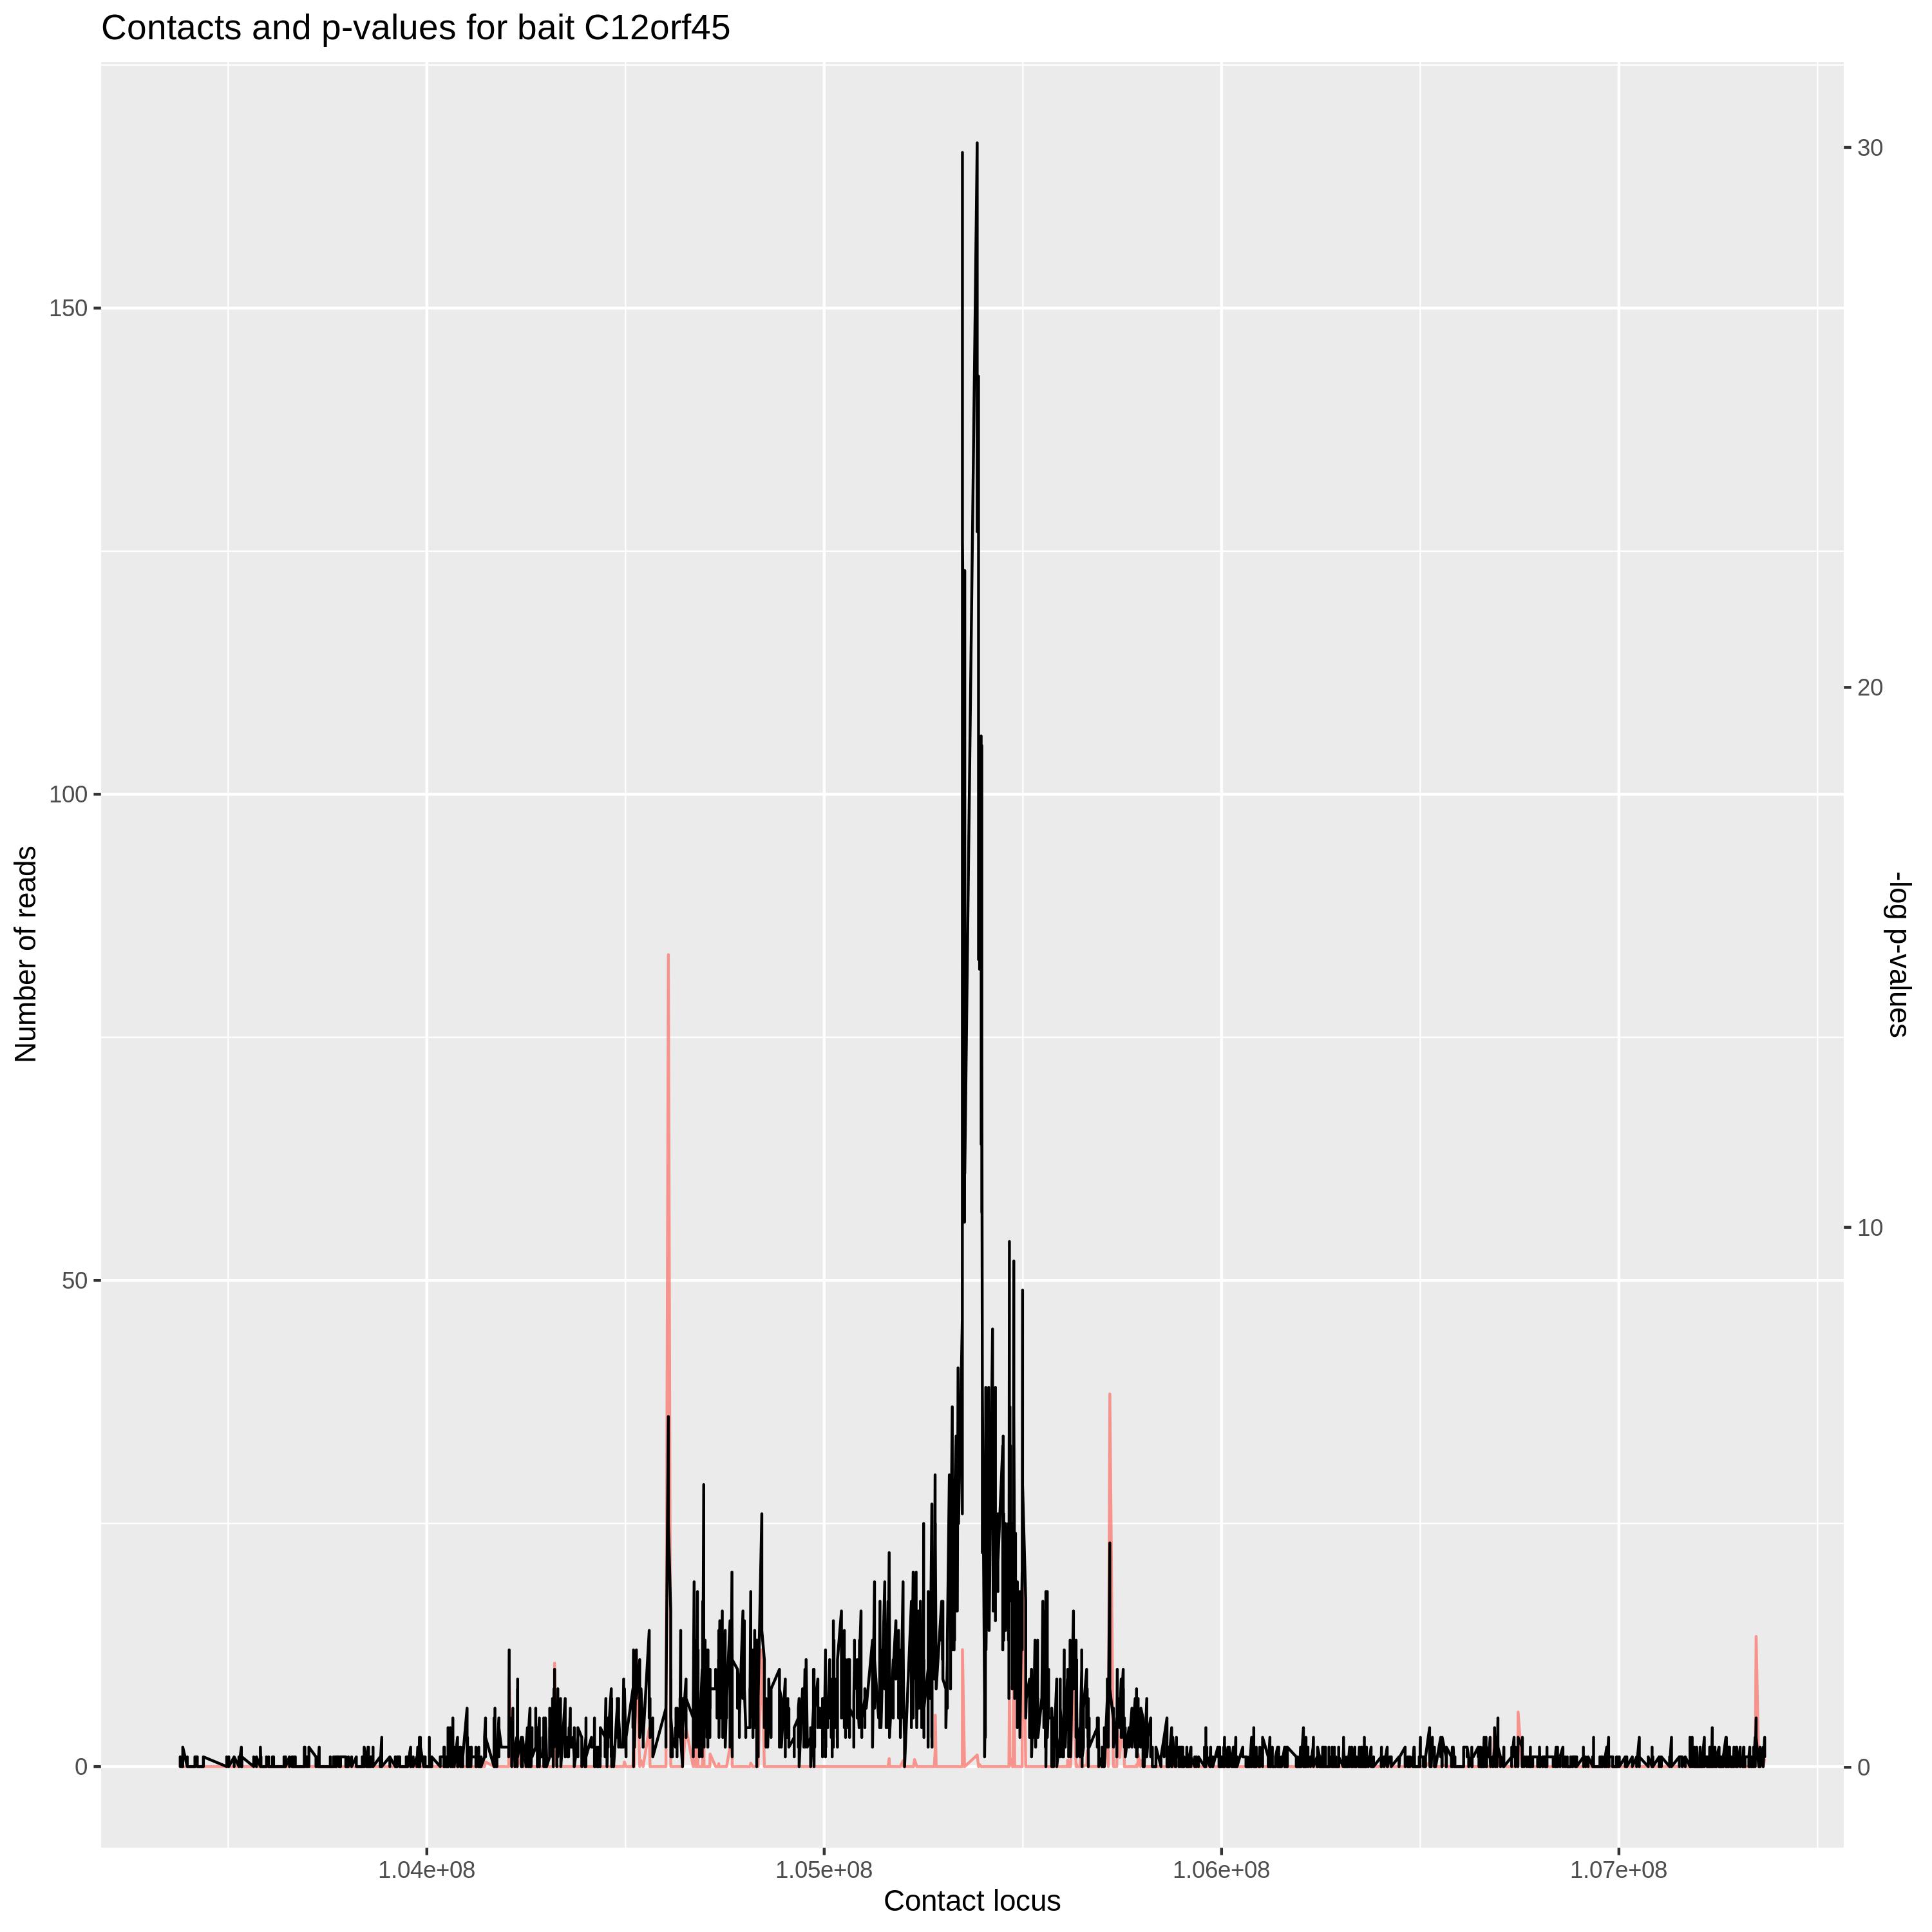 Contacts and p-values for bait C12orf45
150
100
50
0
Number of reads
30
20
10
0
-log p-values
1.04e+08
1.05e+08
1.06e+08
1.07e+08
Contact locus